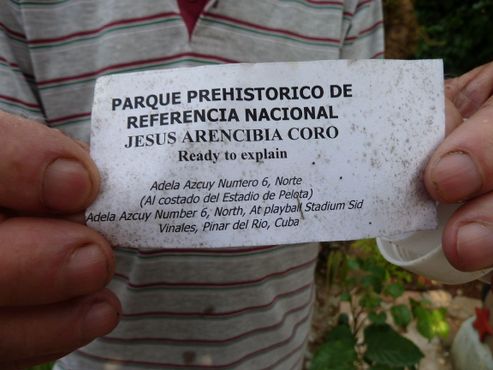 PARQUE PREHISTORICO DE
REFERENCIA NACIONAL
JESUS ARENCIBIA CORO
Ready to explain
Adela Azcuy Numero 6, Norte
(Al costado del Estadio de Pelota)
Adela Azcuy Number 6, North, At playball Stadium Sid
Vinales, Pinar del Rio, Cuba